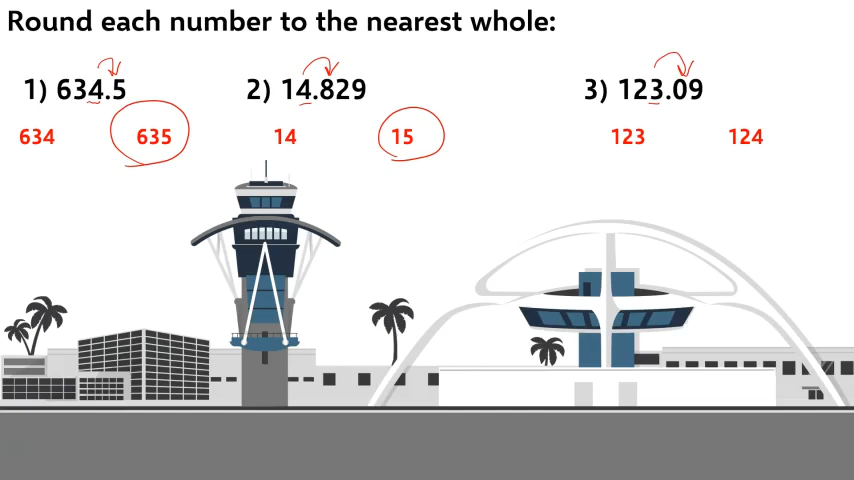 Round each number to the nearest whole:
1) 634.5 2) 14.829 3) 123.09
634 635 14 15 123 124